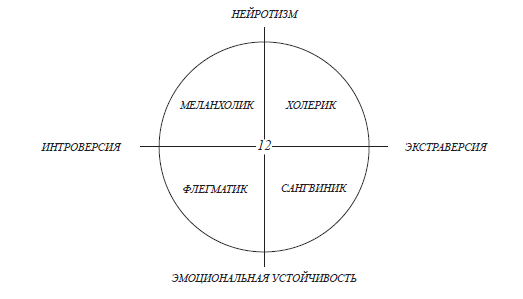 НЕЙРОТИЗМ
МЕЛАНХОЛИК
ХОЛЕРИК
ИНТРОВЕРСИЯ
12
ЭКСТРАВЕРСИЯ
ФЛЕГМАТИК
САНГВИНИК
ЭМОЦИОНАЛЬНАЯ УСТОЙЧИВОСТЬ